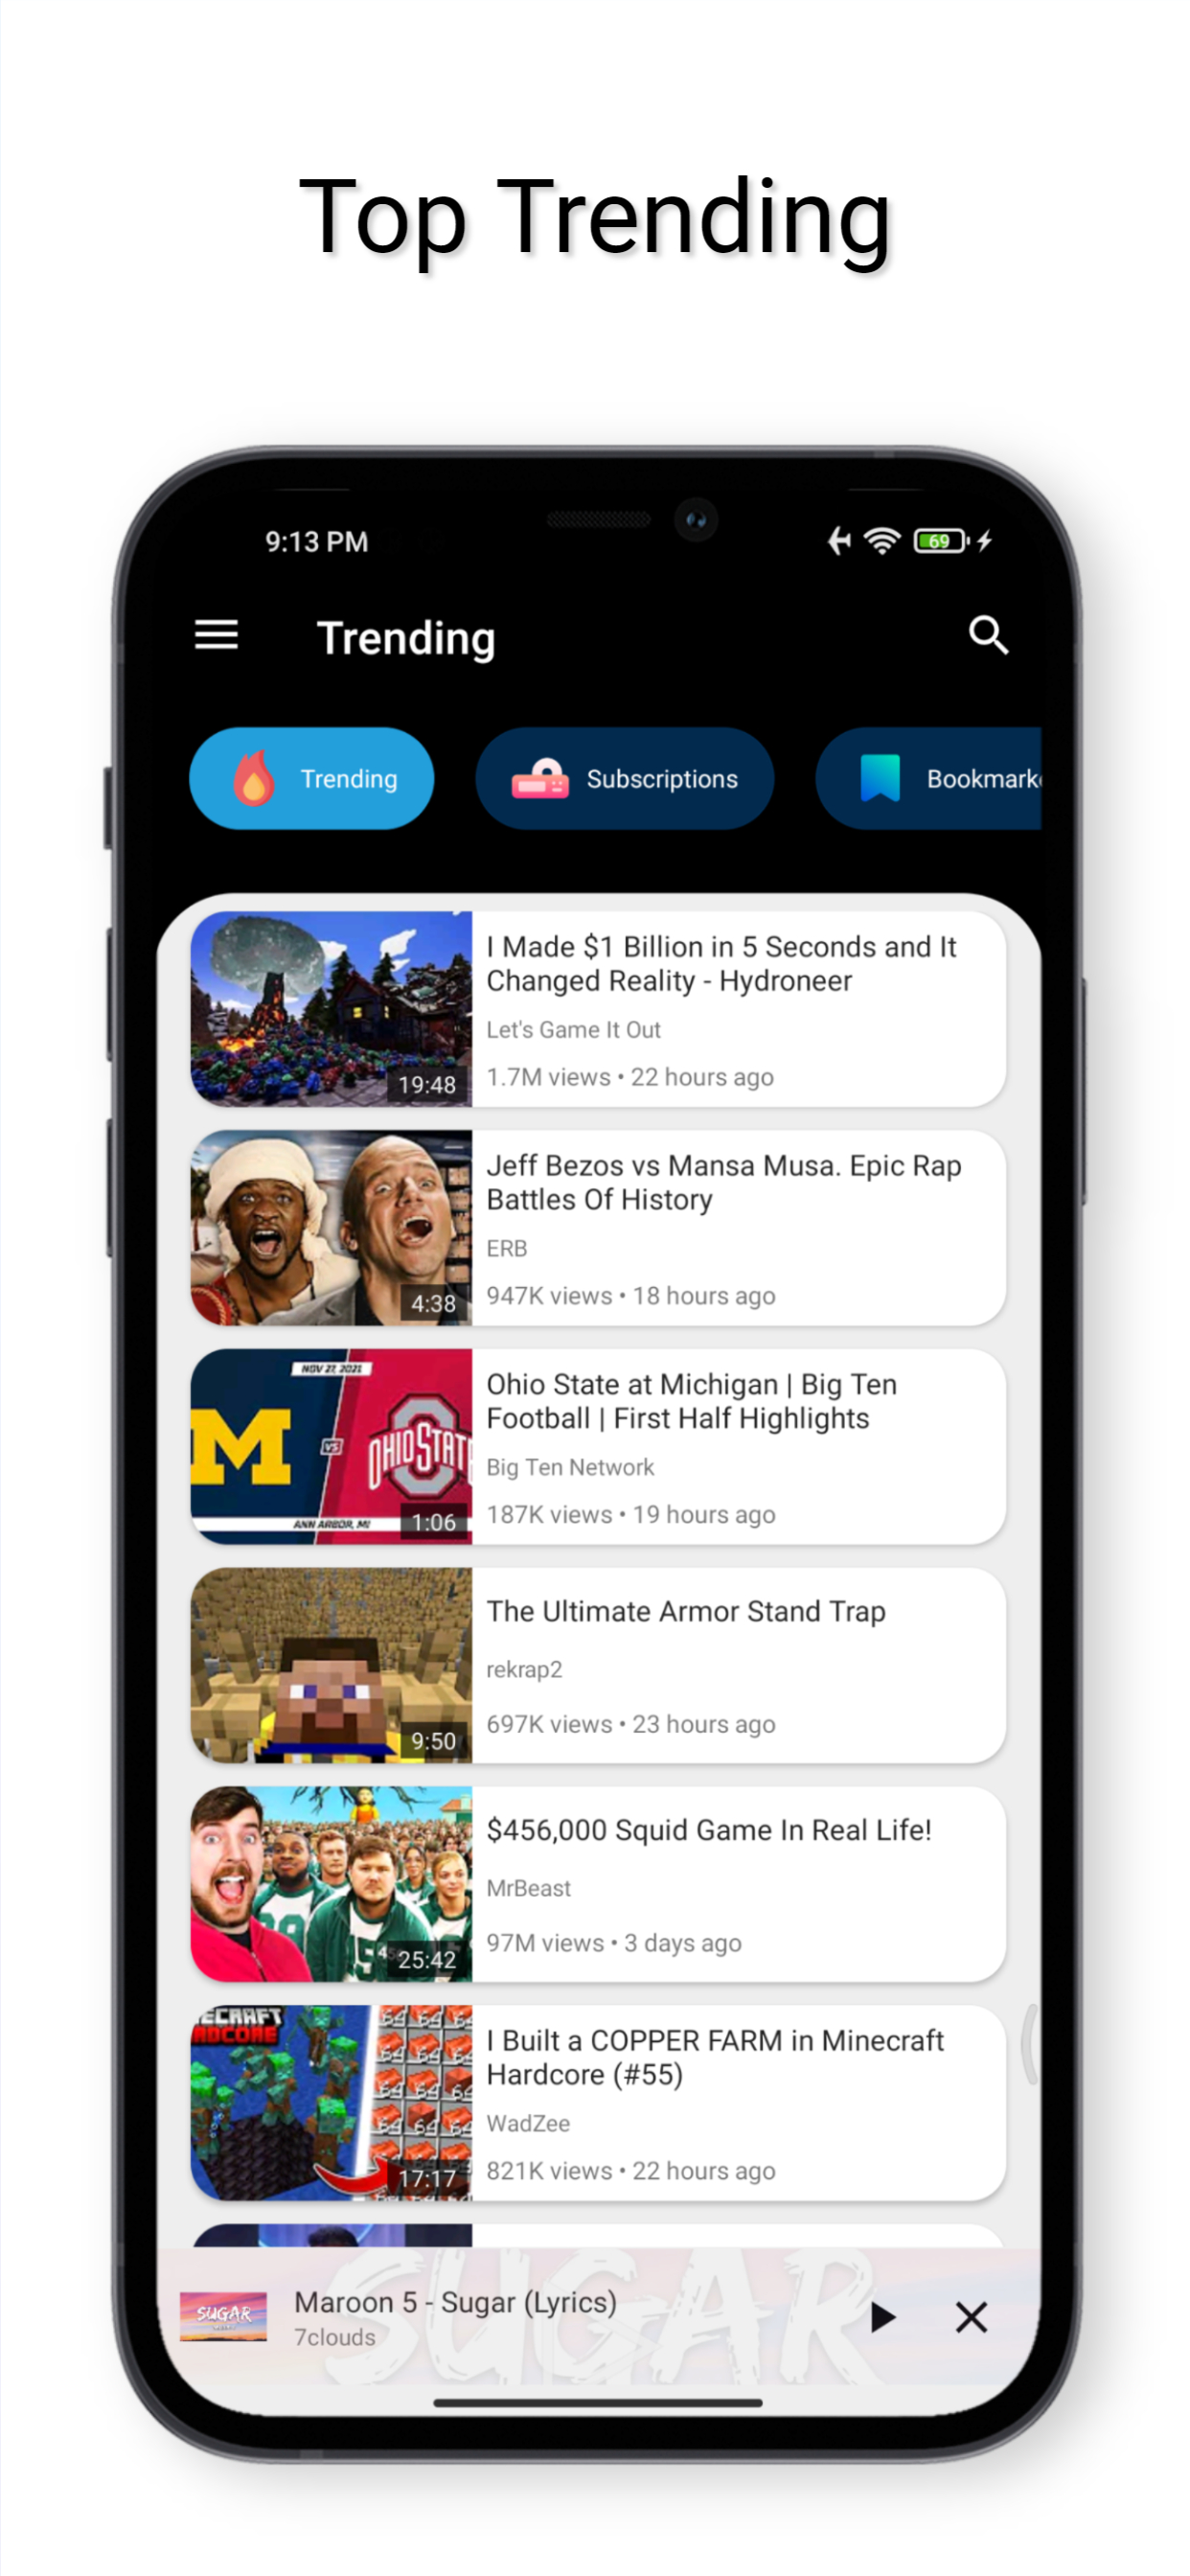 Top Trending
9:13 PM
69
Trending
Trending
Subscriptions
Bookmark
I Made $1 Billion in 5 Seconds and It
Changed Reality - Hydroneer
Let's Game It Out
1.7M views • 22 hours ago
19:48
Jeff Bezos vs Mansa Musa. Epic Rap
Battles Of History
ERB
947K views • 18 hours ago
4:38
NOV 27, 2021
M
VS
OHIO STATE
ANN ARBOR, MI
1:06
Ohio State at Michigan | Big Ten
Football | First Half Highlights
Big Ten Network
187K views • 19 hours ago
The Ultimate Armor Stand Trap
rekrap2
697K views • 23 hours ago
9:50
$456,000 Squid Game In Real Life!
MrBeast
97M views • 3 days ago
25:42
ECRAFT
RDCORE
64 64 64
17:17
I Built a COPPER FARM in Minecraft
Hardcore (#55)
WadZee
821K views • 22 hours ago
SUGAR
SUGAR
Maroon 5 - Sugar (Lyrics)
7clouds